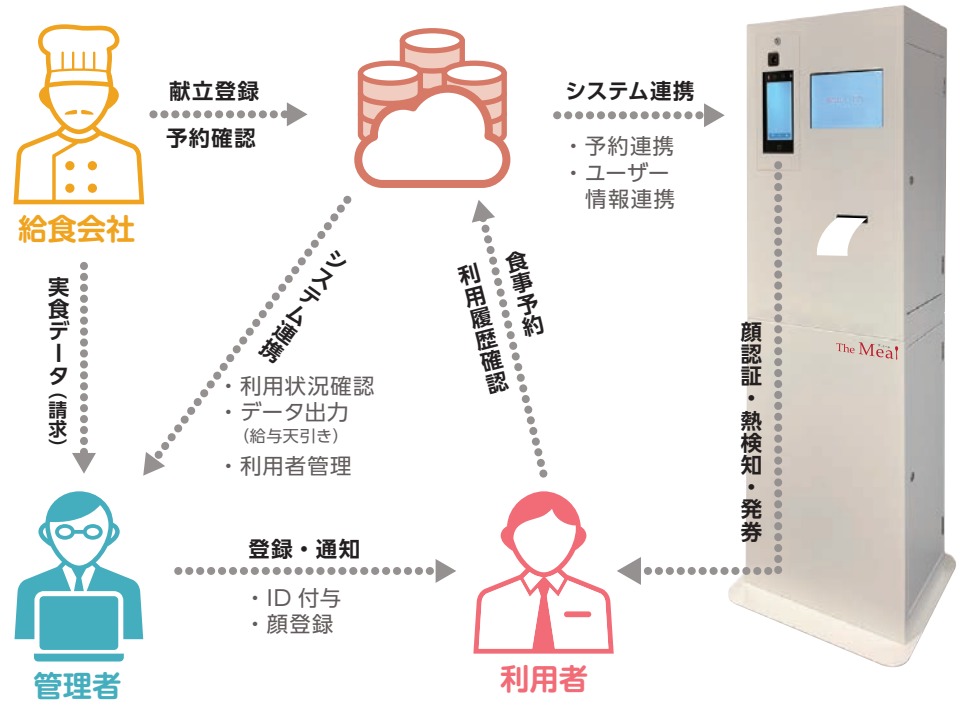 献立登録
予約確認
給食会社
システム連携
・予約連携
・ユーザー
情報連携
実食データ（請求）
システム連携
・利用状況確認
・データ出力
（給与天引き）
・利用者管理
食事予約
利用履歴確認
The Meal
顔認証・熱検知・発券
登録・通知
・ID 付与
・顔登録
管理者
利用者